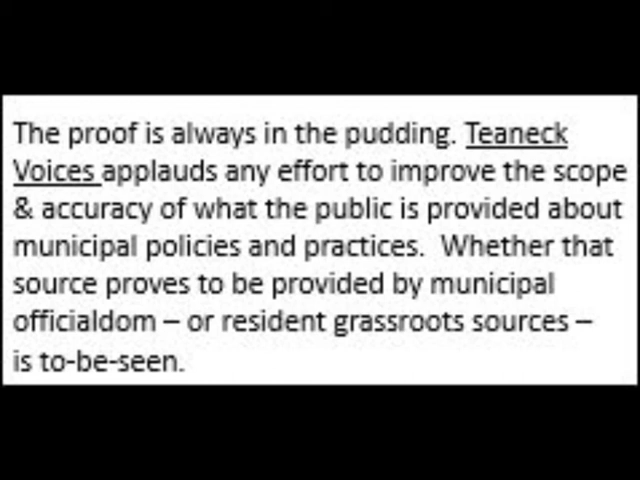 The proof is always in the pudding. Teaneck
Voices applauds any effort to improve the scope
& accuracy of what the public is provided about
municipal policies and practices.  Whether that
source proves to be provided by municipal
officialdom – or resident grassroots sources –
is to-be-seen.